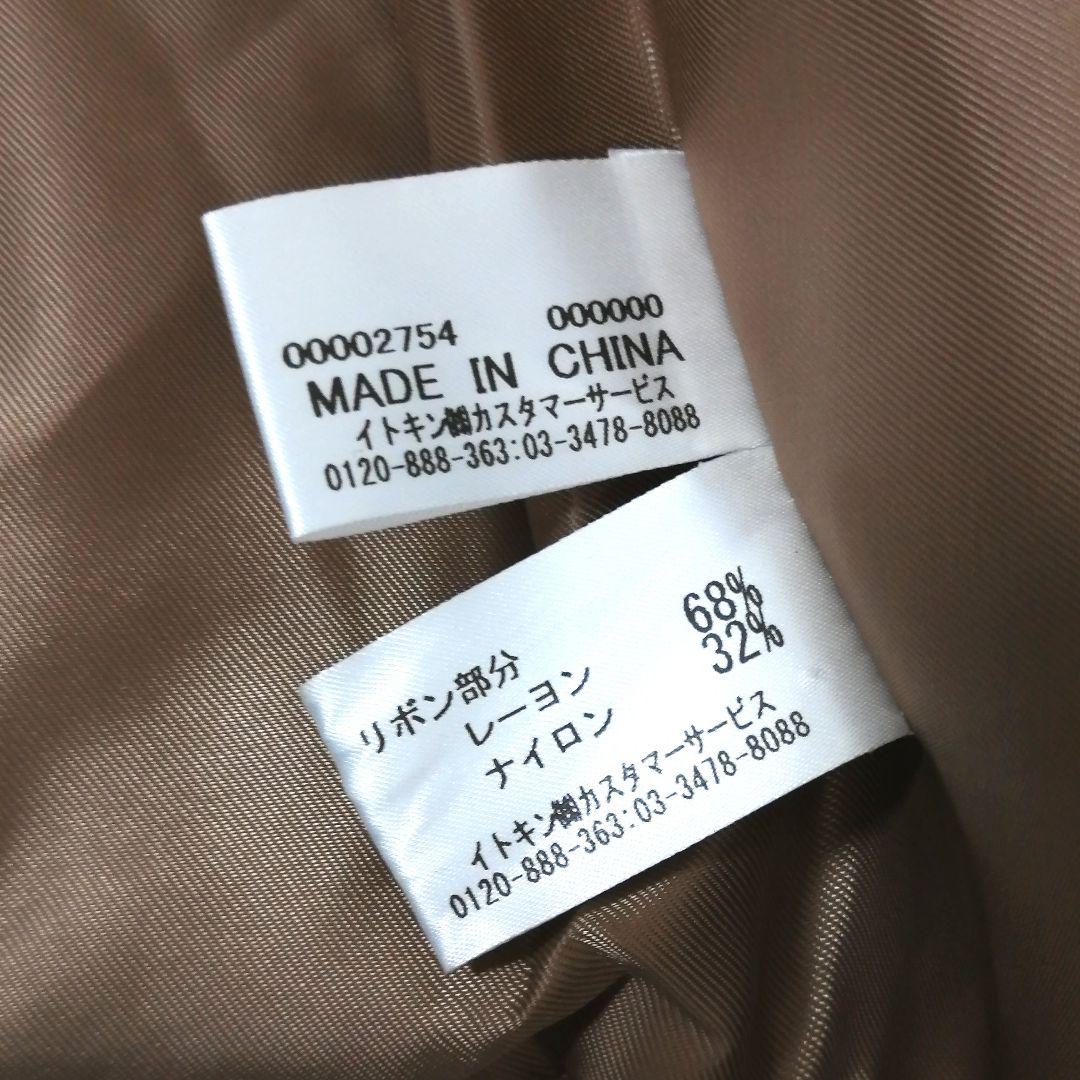 00002754 000000
MADE IN CHINA
イトキン㈱カスタマーサービス
0120-888-363:03-3478-8088
リボン部分
レーヨン 68%
ナイロン 32%
イトキン㈱カスタマーサービス
0120-888-363:03-3478-8088